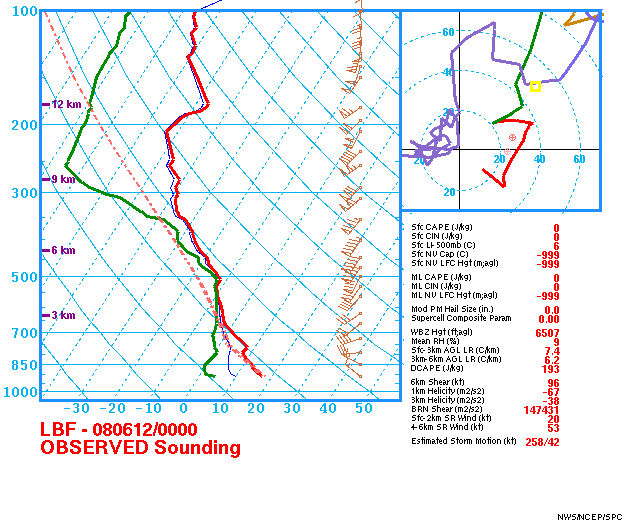 100
200
300
500
700
850
1000
12 km
9 km
6 km
3 km
-30 -20 -10 0 10 20 30 40 50
60
40
20
20 40 60
20
LBF - 080612/0000
OBSERVED Sounding
Sfc CAPE (J/kg) 0
Sfc CIN (J/kg) 0
Sfc LI-500mb (C) 6
Sfc NV Cap (C) -999
Sfc NV LFC Hgt (m;agl) -999
ML CAPE (J/kg) 0
ML CIN (J/kg) 0
ML NV LFC Hgt (m;agl) -999
Mod PM Hail Size (in.) 0.0
Supercell Composite Param 0.00
WBZ Hgt (ft;agl) 6507
Mean RH (%) 9
Sfc-3km AGL LR (C/km) 7.4
3km-6km AGL LR (C/km) 6.2
DCAPE (J/kg) 193
6km Shear (kt) 96
1km Helicity (m2/s2) -67
3km Helicity (m2/s2) -38
BRN Shear (m2/s2) 147431
Sfc-2km SR Wind (kt) 20
4-6km SR Wind (kt) 53
Estimated Storm Motion (kt) 258/42
NWS/NCEP/SPC